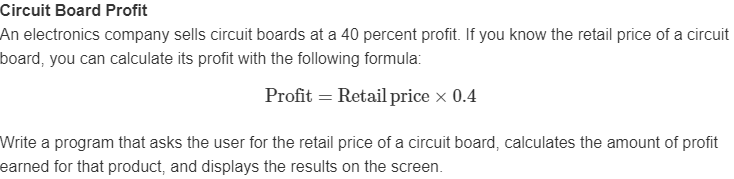 Circuit Board Profit
An electronics company sells circuit boards at a 40 percent profit. If you know the retail price of a circuit
board, you can calculate its profit with the following formula:
Profit = Retail price × 0.4
Write a program that asks the user for the retail price of a circuit board, calculates the amount of profit
earned for that product, and displays the results on the screen.